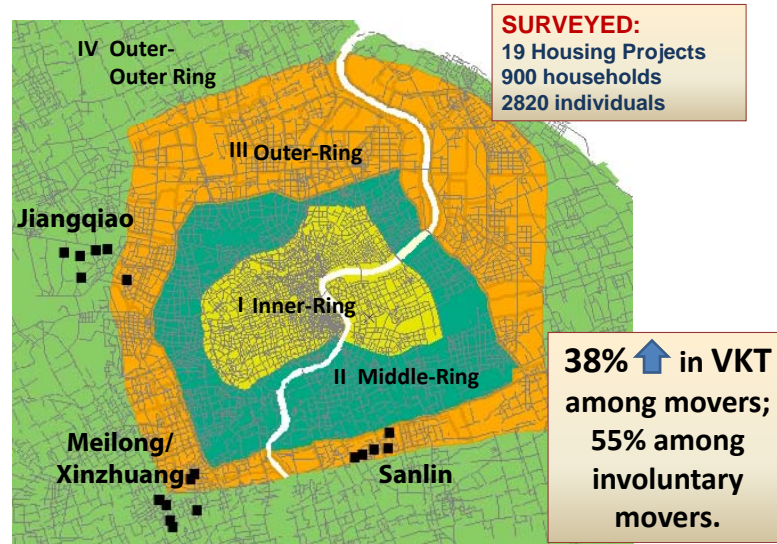 IV Outer-
Outer Ring
SURVEYED:
19 Housing Projects
900 households
2820 individuals
III Outer-Ring
Jiangqiao
I Inner-Ring
II Middle-Ring
38% in VKT
among movers;
55% among
involuntary
movers.
Meilong/
Xinzhuang
Sanlin